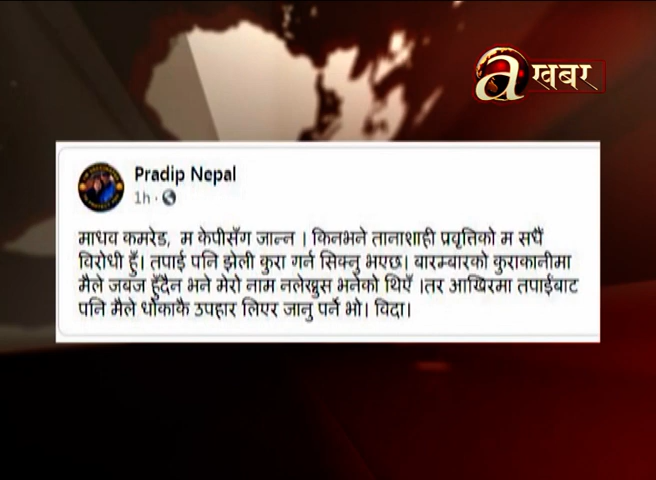 a खबर
Pradip Nepal
1h
माधव कमरेड, म केपीसँग जान्न । किनभने तानाशाही प्रवृत्तिको म सधैं
विरोधी हुँ। तपाई पनि झेली कुरा गर्न सिक्नु भएछ। बारम्बारको कुराकानीमा
मैले जबज हुँदैन भने मेरो नाम नलेख्नुस भनेको थिएँ ।तर आखिरमा तपाईबाट
पनि मैले धोकाकै उपहार लिएर जानु पर्ने भो। विदा।